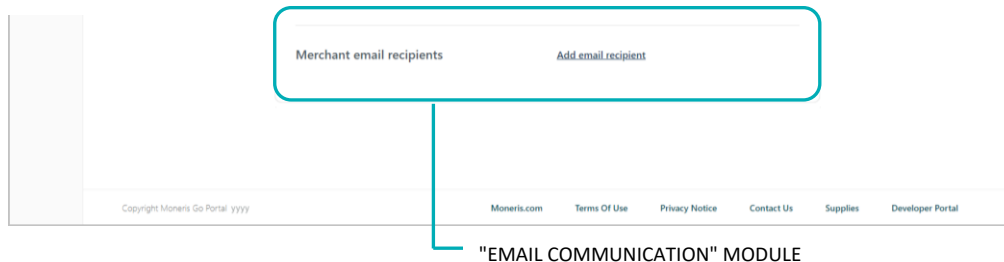 Merchant email recipients Add email recipient
Copyright Moneris Go Portal yyyy Moneris.com Terms Of Use Privacy Notice Contact Us Supplies Developer Portal
"EMAIL COMMUNICATION" MODULE